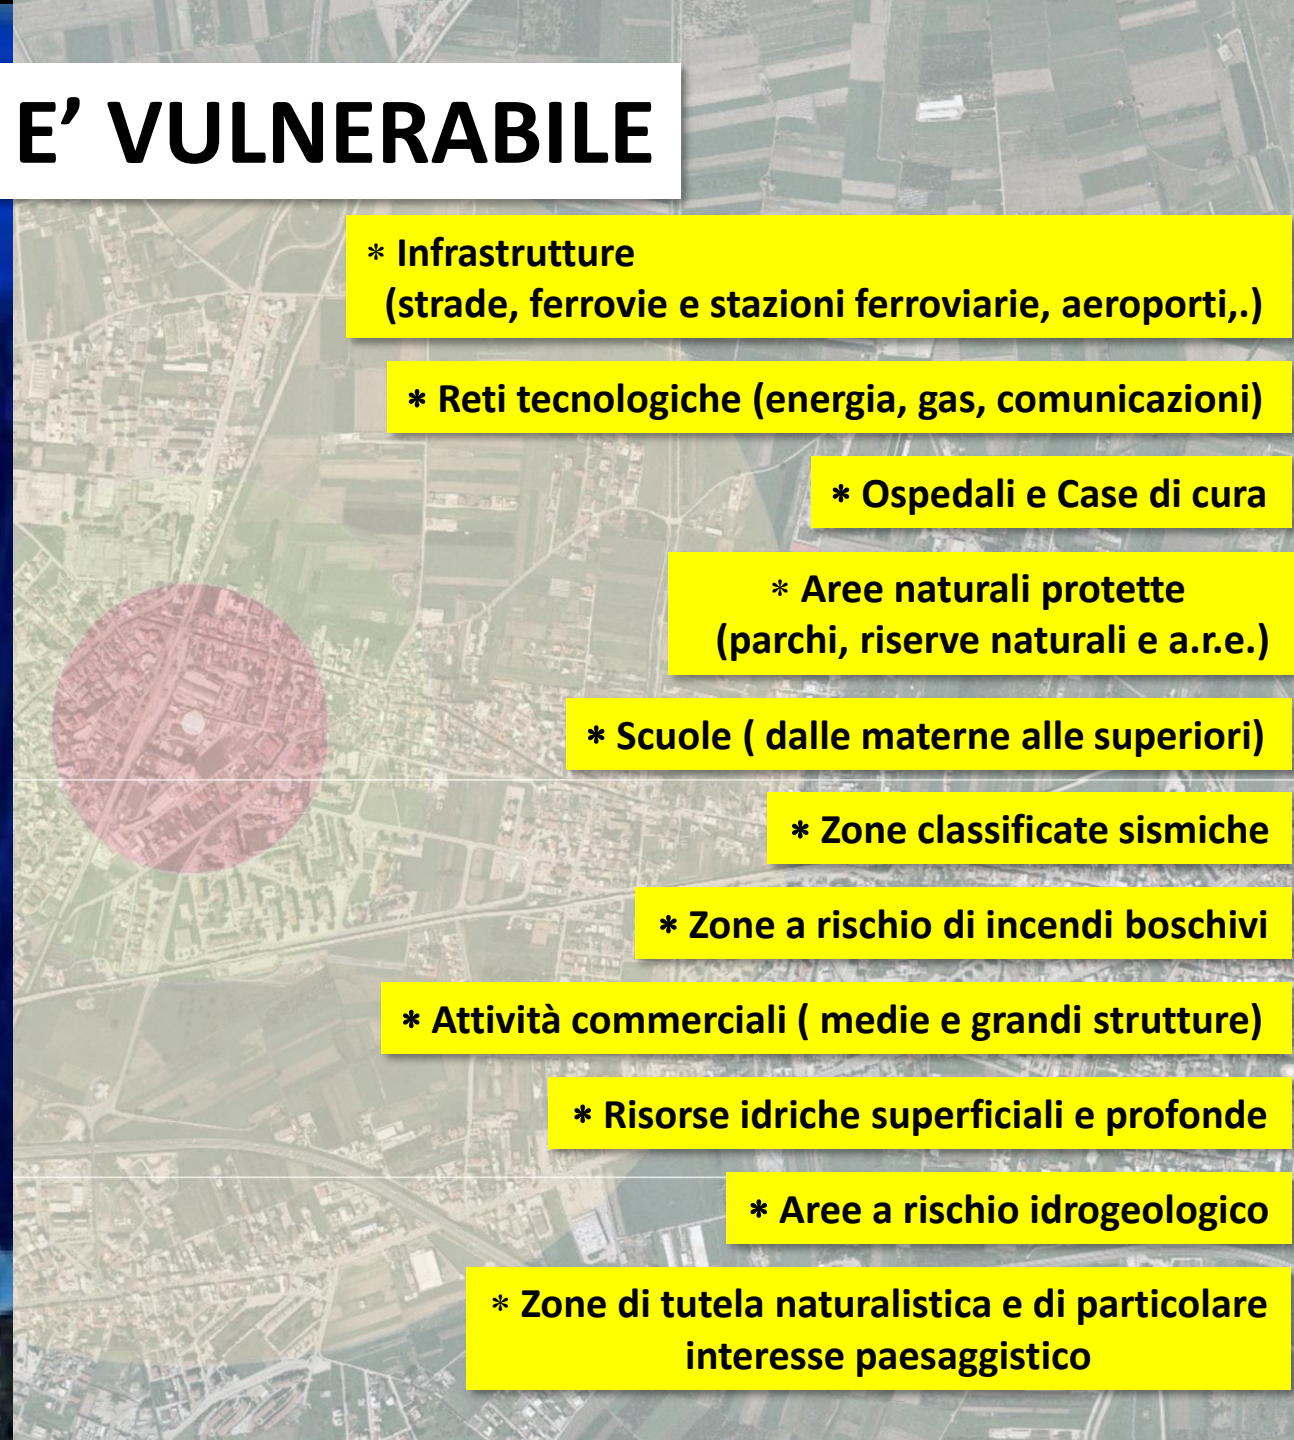 E’ VULNERABILE
* Infrastrutture
(strade, ferrovie e stazioni ferroviarie, aeroporti,.)
* Reti tecnologiche (energia, gas, comunicazioni)
* Ospedali e Case di cura
* Aree naturali protette
(parchi, riserve naturali e a.r.e.)
* Scuole ( dalle materne alle superiori)
* Zone classificate sismiche
* Zone a rischio di incendi boschivi
* Attività commerciali ( medie e grandi strutture)
* Risorse idriche superficiali e profonde
* Aree a rischio idrogeologico
* Zone di tutela naturalistica e di particolare
interesse paesaggistico